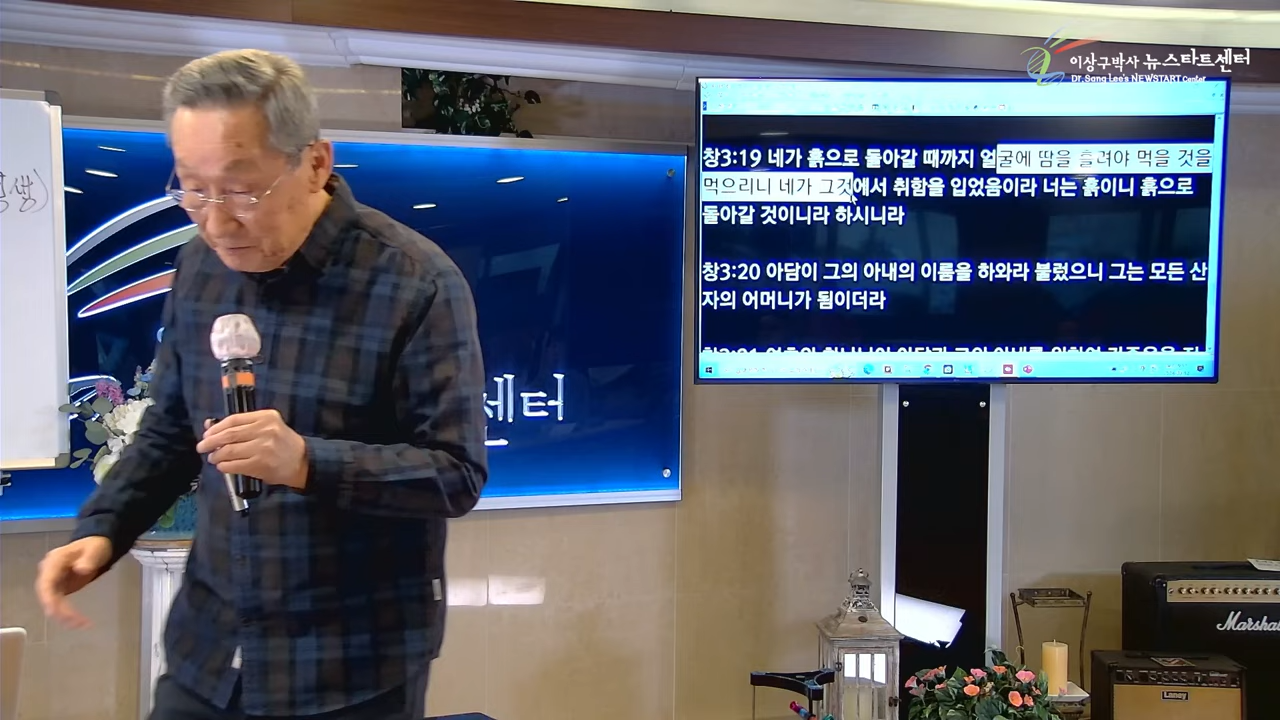 이상구박사 뉴스타트센터
Dr. Sang Lee's NEWSTART Center
창3:19 네가 흙으로 돌아갈 때까지 얼굴에 땀을 흘려야 먹을 것을
먹으리니 네가 그것에서 취함을 입었음이라 너는 흙이니 흙으로
돌아갈 것이니라 하시니라
창3:20 아담이 그의 아내의 이름을 하와라 불렀으니 그는 모든 산
자의 어머니가 됨이더라
센터
Marshal
Laney